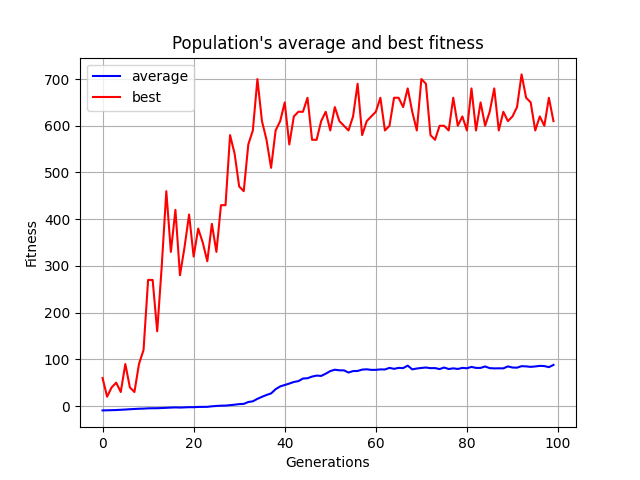 Population's average and best fitness
average
best
700
600
500
400
300
200
100
0
Fitness
0 20 40 60 80 100
Generations